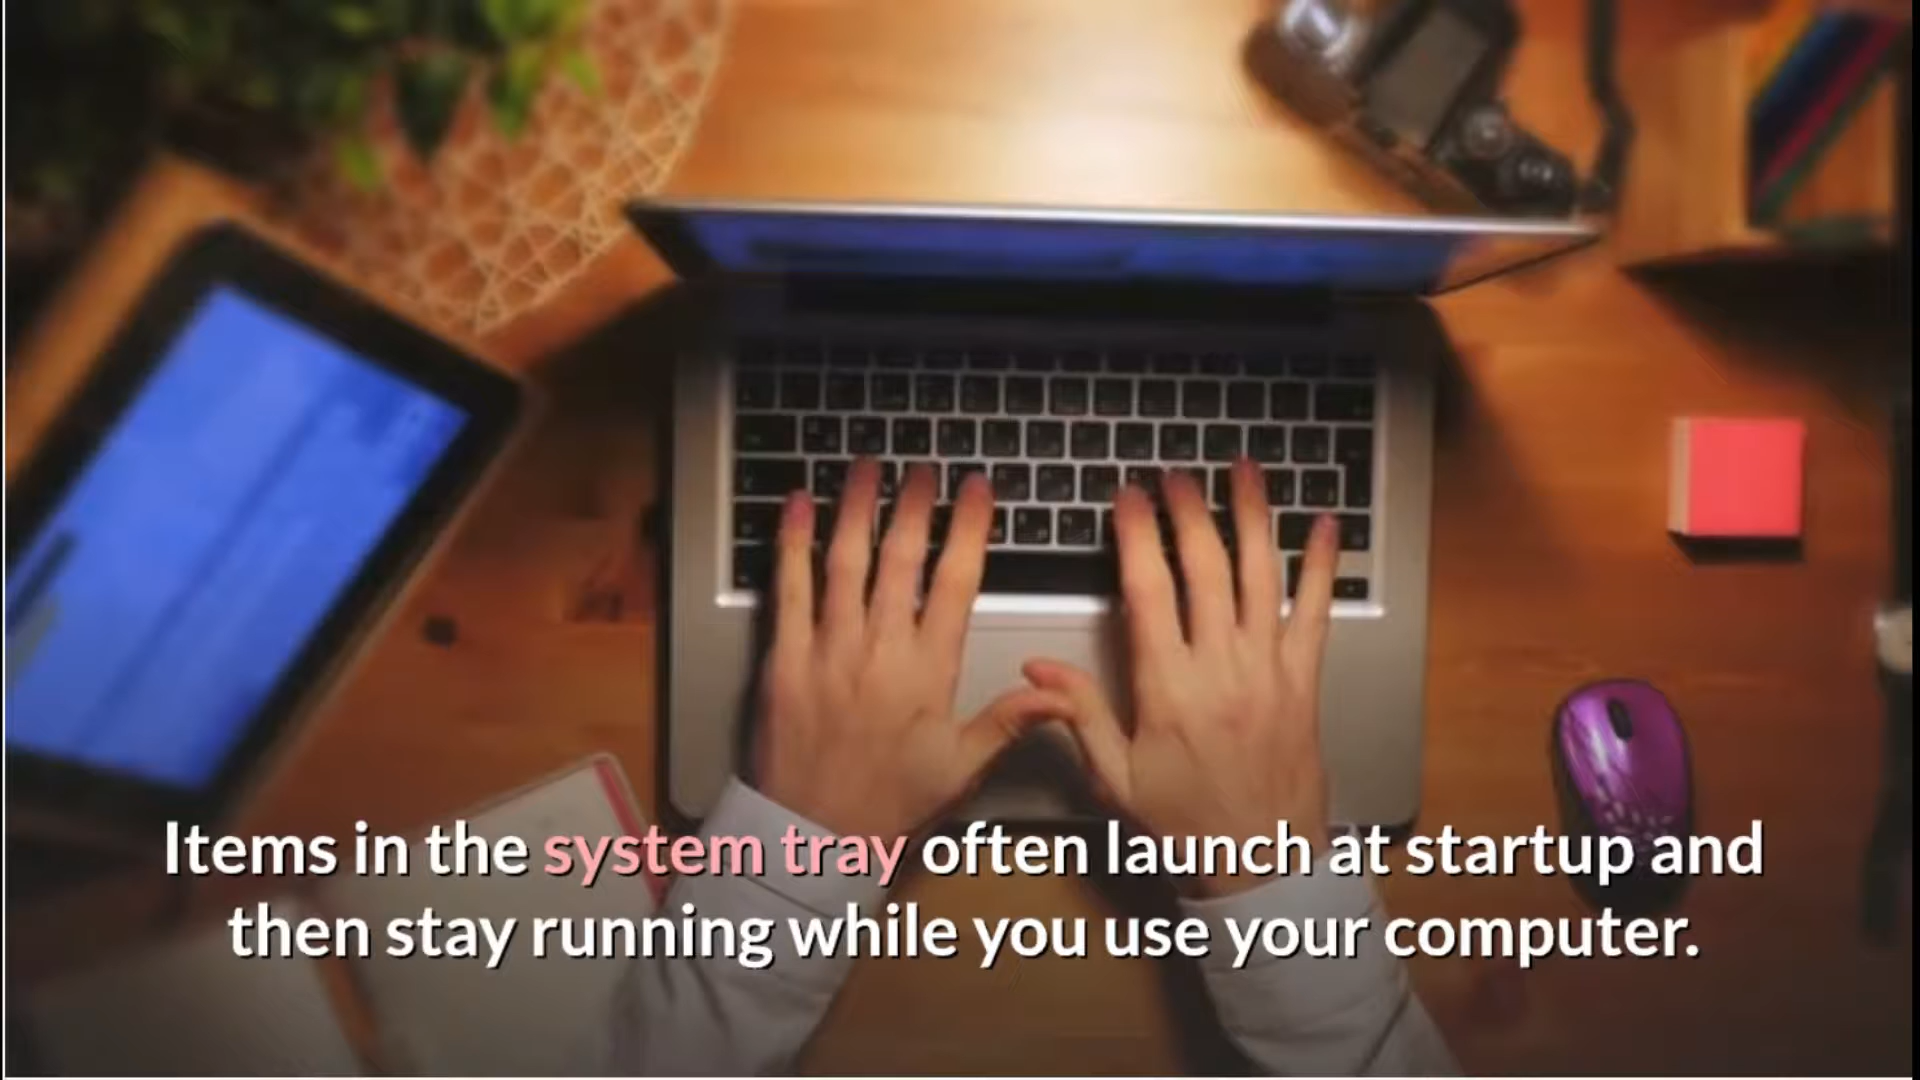 Items in the system tray often launch at startup and
then stay running while you use your computer.